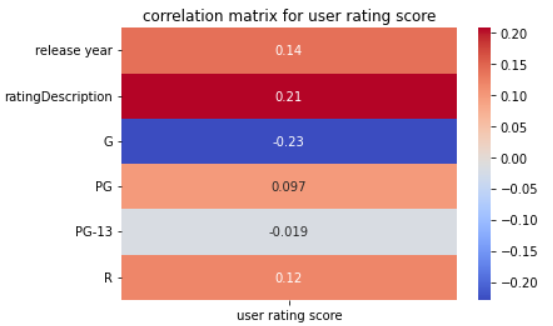 correlation matrix for user rating score
release year
0.14
ratingDescription
0.21
G
-0.23
PG
0.097
PG-13
-0.019
R
0.12
user rating score
0.20
0.15
0.10
0.05
0.00
−0.05
−0.10
−0.15
−0.20